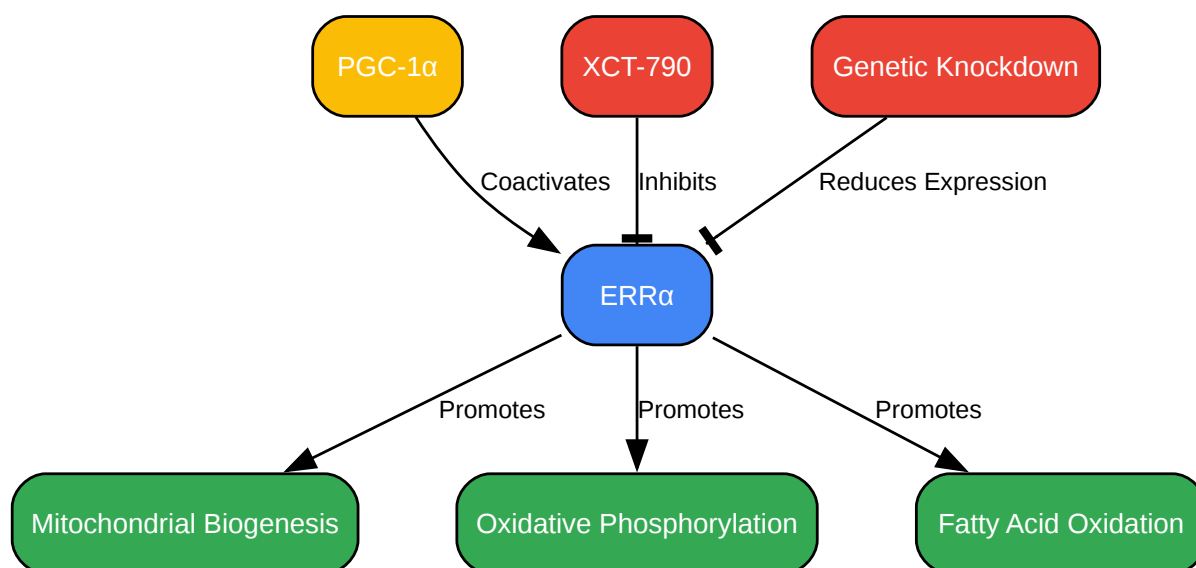 PGC-1α
XCT-790
Genetic Knockdown
Coactivates
Inhibits
Reduces Expression
ERRα
Promotes
Promotes
Promotes
Mitochondrial Biogenesis
Oxidative Phosphorylation
Fatty Acid Oxidation